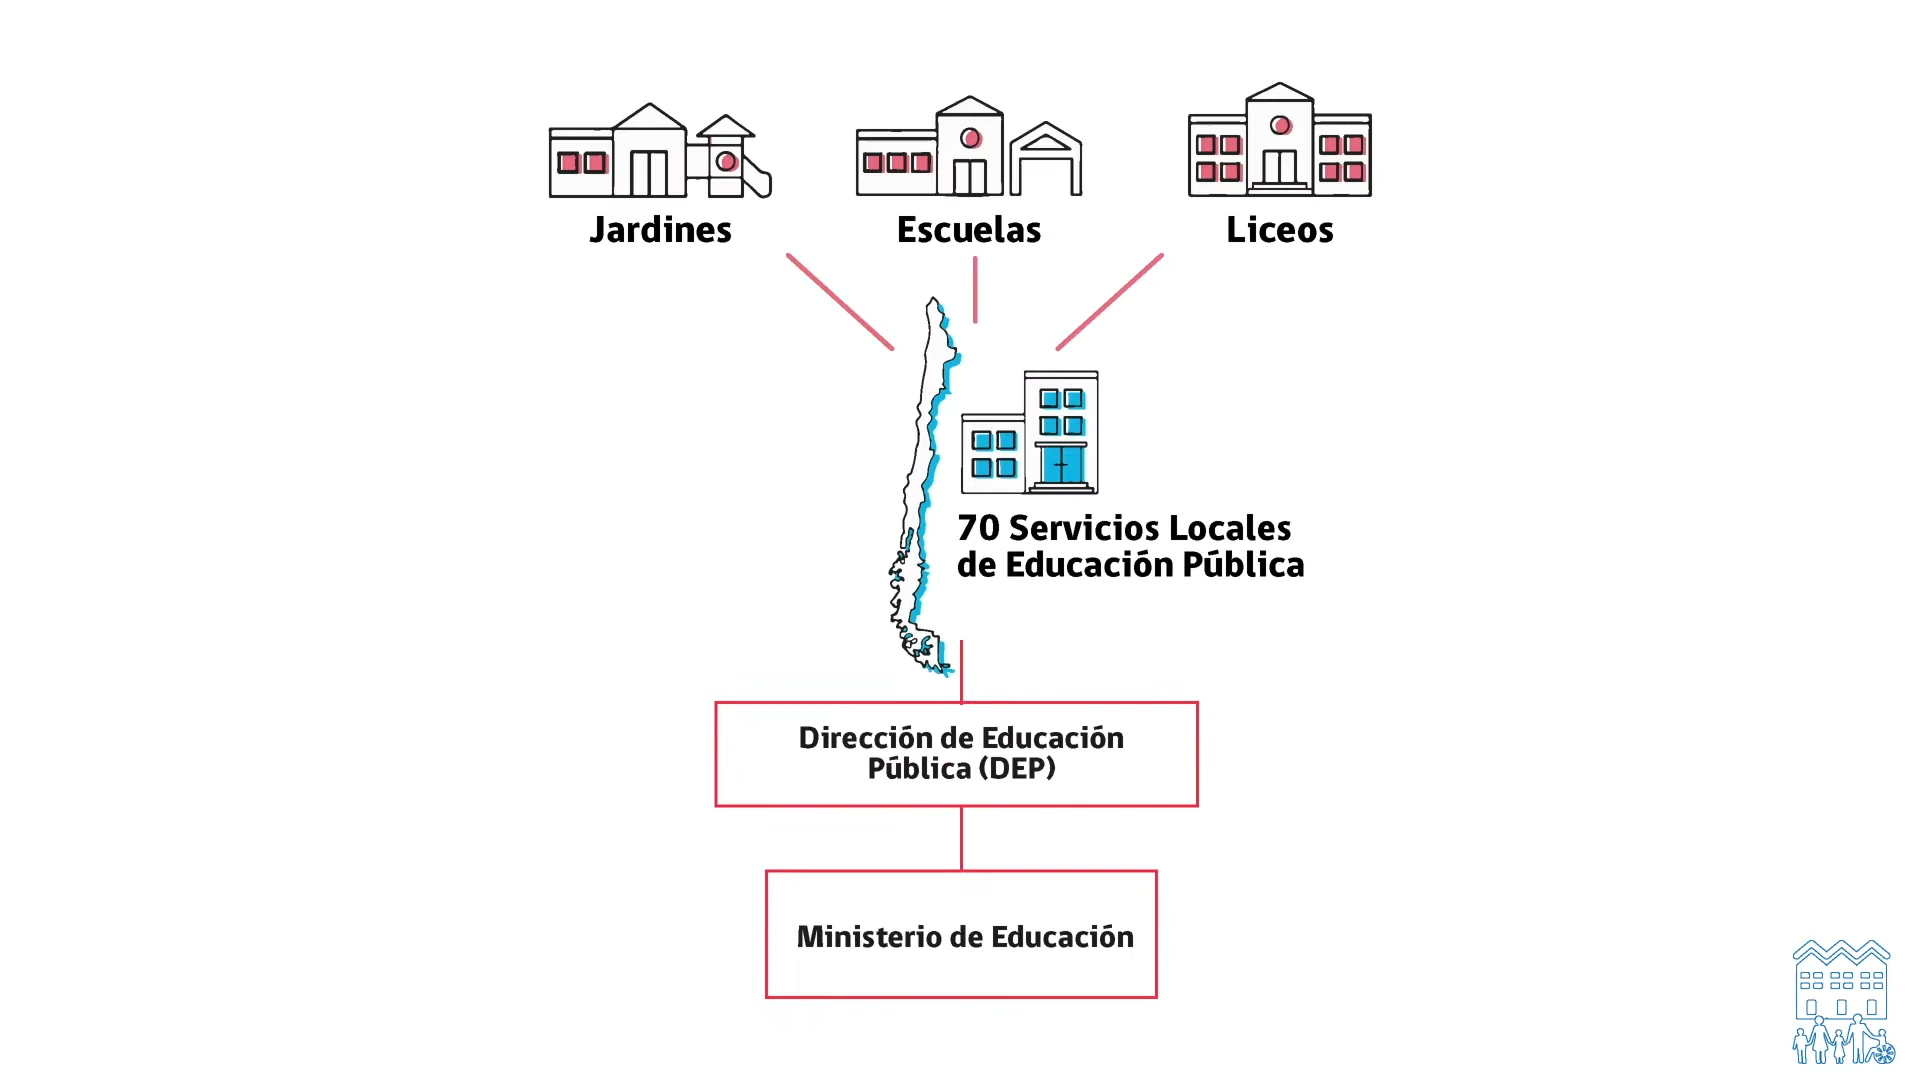 Jardines
Escuelas
Liceos
70 Servicios Locales
de Educación Pública
Dirección de Educación
Pública (DEP)
Ministerio de Educación